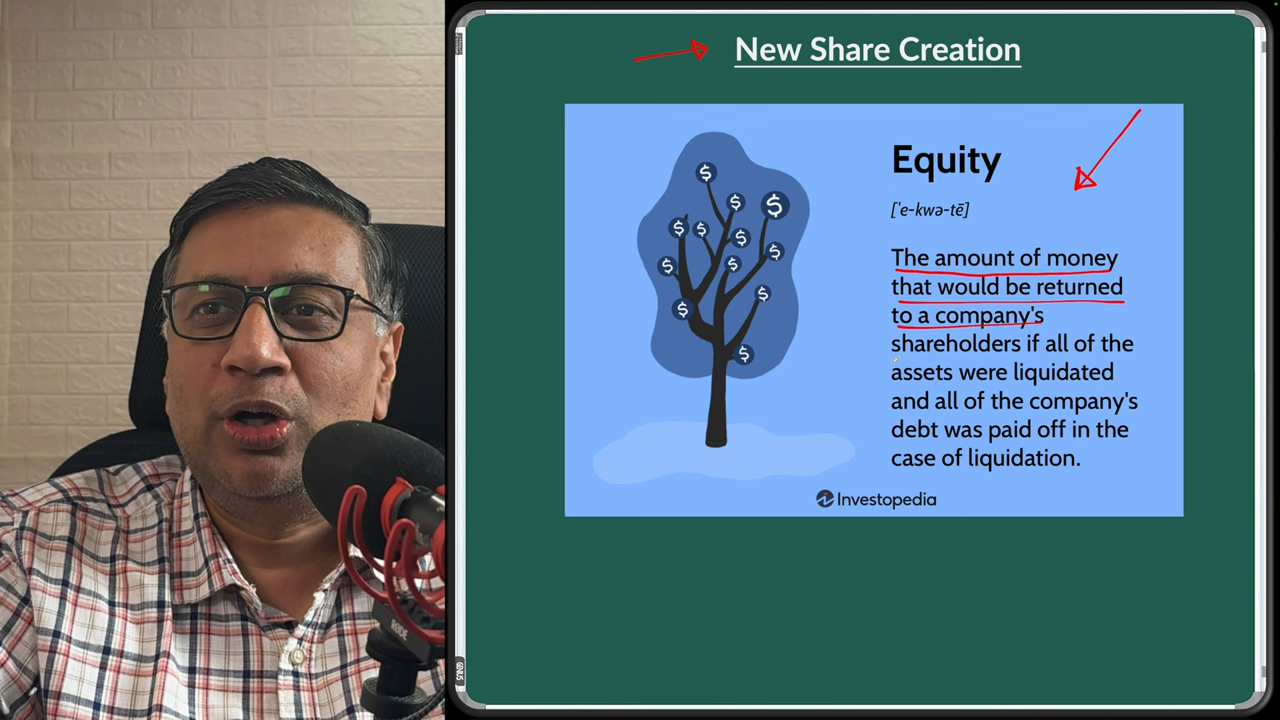 New Share Creation
Equity
['e-kwə-tē]
The amount of money
that would be returned
to a company's
shareholders if all of the
assets were liquidated
and all of the company's
debt was paid off in the
case of liquidation.
$
$
$
$
$
$
$
$
$
$
$
$
Investopedia
RØDE
GENIUS